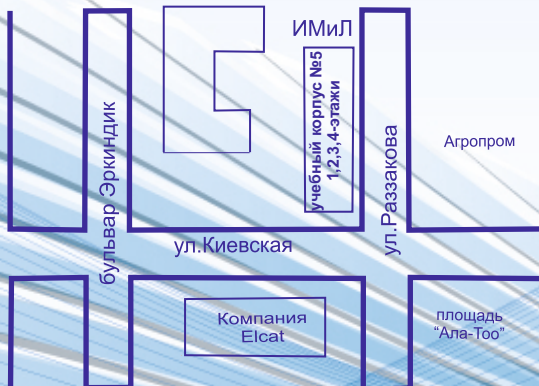 ИМиЛ
учебный корпус №5
1,2,3,4-этажи
бульвар Эркиндик
ул.Раззакова
Агропром
ул.Киевская
Компания
Elcat
площадь
"Ала-Тоо"